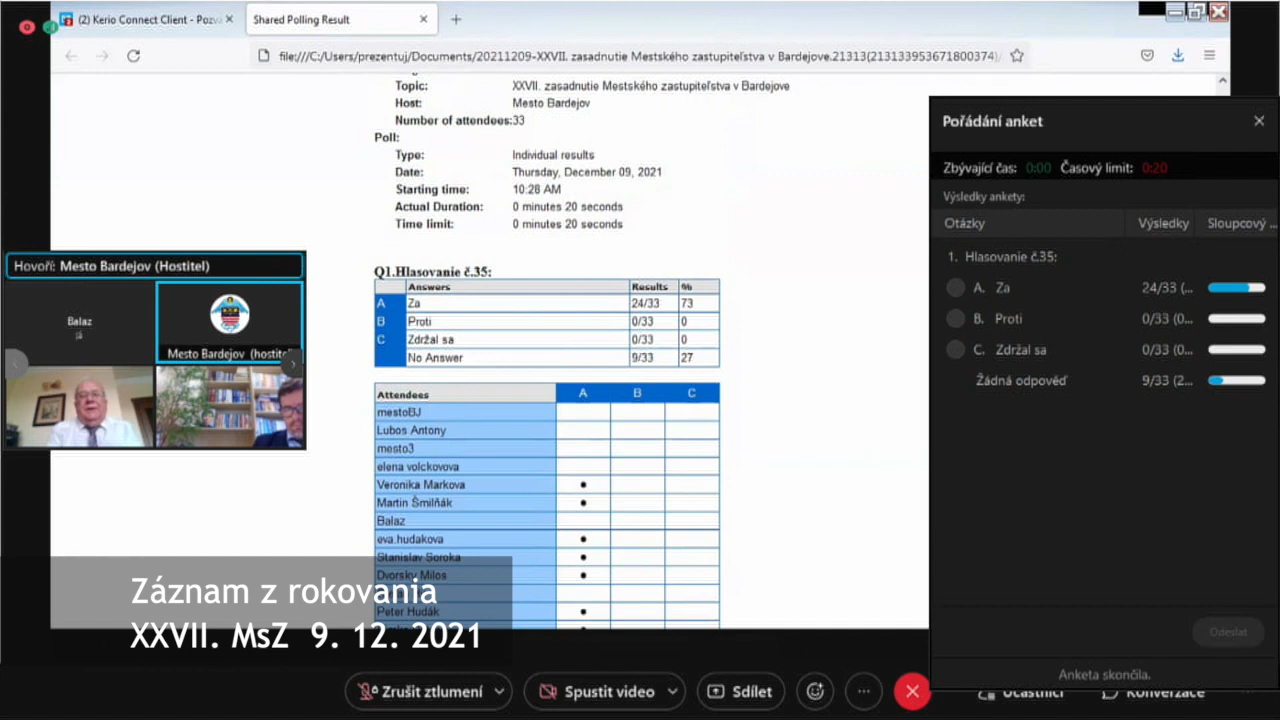 (2) Kerio Connect Client - Pozv
Shared Polling Result
file:///C:/Users/prezentuj/Documents/20211209-XXVII. zasadnutie Mestského zastupiteľstva v Bardejove.21313(213133953671800374)
Topic: XXVII. zasadnutie Mestského zastupiteľstva v Bardejove
Host: Mesto Bardejov
Number of attendees:33
Poll:
Type: Individual results
Date: Thursday, December 09, 2021
Starting time: 10:28 AM
Actual Duration: 0 minutes 20 seconds
Time limit: 0 minutes 20 seconds
Q1.Hlasovanie č.35:
Answers Results %
A Za 24/33 73
B Proti 0/33 0
C Zdržal sa 0/33 0
No Answer 9/33 27
Attendees A B C
mestoBJ
Lubos Antony
mesto3
elena volckovova
Veronika Markova •
Martin Šmilňák •
Balaz
eva.hudakova •
Stanislav Soroka •
Dvorsky Milos •
Peter Hudák •
Hovoří: Mesto Bardejov (Hostitel)
Balaz
já
Mesto Bardejov (hostite
Záznam z rokovania
XXVII. MsZ 9. 12. 2021
Pořádání anket
Zbývající čas: 0:00 Časový limit: 0:20
Výsledky ankety:
Otázky Výsledky Sloupcový ...
1. Hlasovanie č.35:
A. Za 24/33 (...
B. Proti 0/33 (0...
C. Zdržal sa 0/33 (0...
Žádná odpověď 9/33 (2...
Odeslat
Anketa skončila.
Zrušit ztlumení
Spustit video
Sdílet
Účastníci
Konverzace